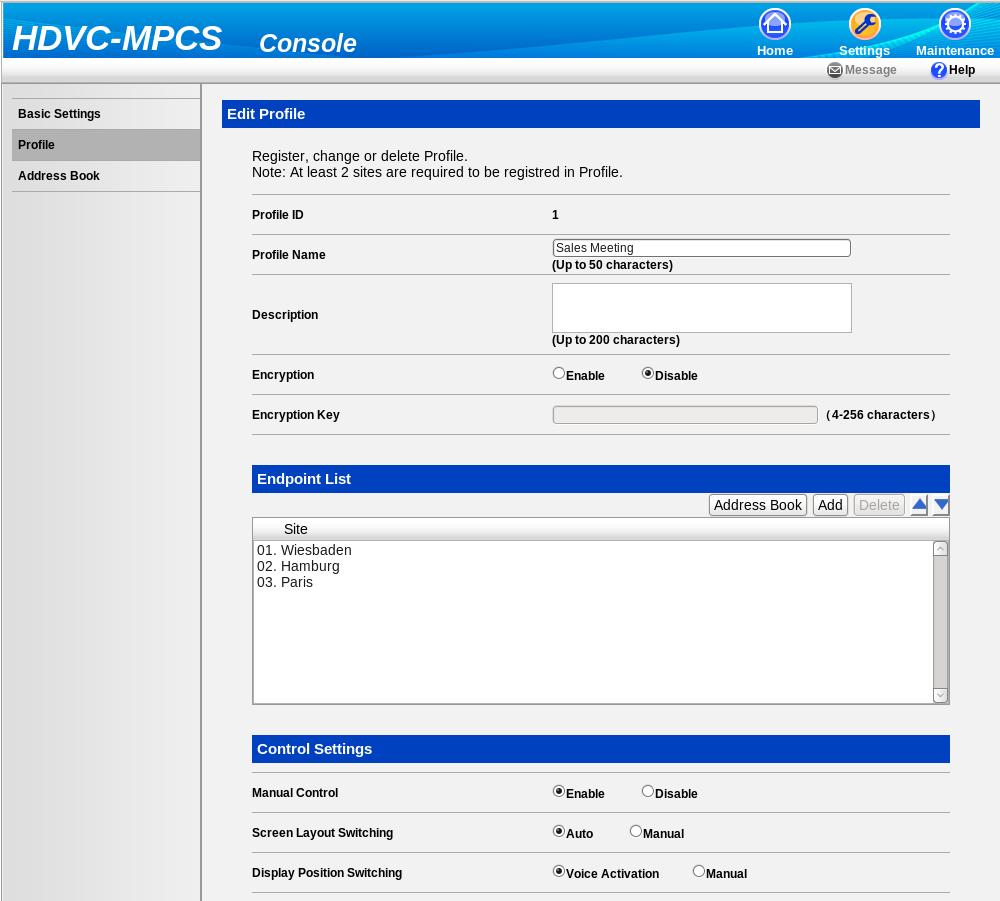 HDVC-MPCS Console
Home Settings Maintenance
Message Help
Basic Settings
Profile
Address Book
Edit Profile
Register, change or delete Profile.
Note: At least 2 sites are required to be registred in Profile.
Profile ID 1
Profile Name Sales Meeting
(Up to 50 characters)
Description
(Up to 200 characters)
Encryption Enable Disable
Encryption Key (4-256 characters)
Endpoint List
Address Book Add Delete
Site
01. Wiesbaden
02. Hamburg
03. Paris
Control Settings
Manual Control Enable Disable
Screen Layout Switching Auto Manual
Display Position Switching Voice Activation Manual